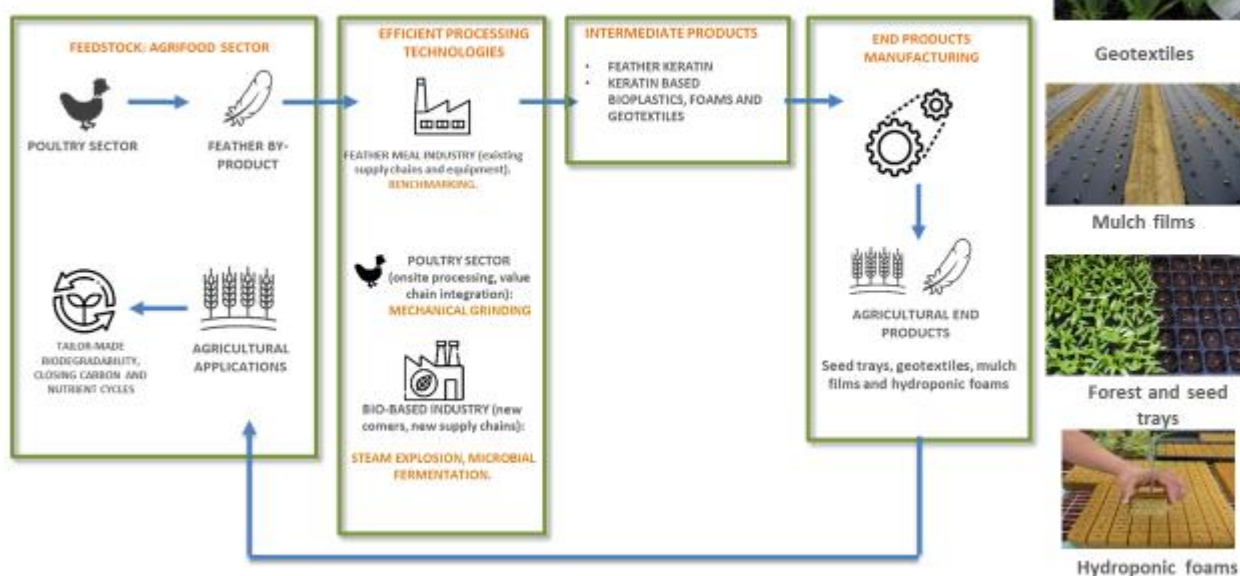 FEEDSTOCK: AGRIFOOD SECTOR
POULTRY SECTOR
FEATHER BY-
PRODUCT
TAILOR-MADE
BIODEGRADABILITY,
CLOSING CARBON AND
NUTRIENT CYCLES
AGRICULTURAL
APPLICATIONS
EFFICIENT PROCESSING
TECHNOLOGIES
FEATHER MEAL INDUSTRY (existing
supply chains and equipment).
BENCHMARKING.
POULTRY SECTOR
(onsite processing, value
chain integration):
MECHANICAL GRINDING
BIO-BASED INDUSTRY (new
comers, new supply chains):
STEAM EXPLOSION, MICROBIAL
FERMENTATION.
INTERMEDIATE PRODUCTS
• FEATHER KERATIN
• KERATIN BASED
BIOPLASTICS, FOAMS AND
GEOTEXTILES
END PRODUCTS
MANUFACTURING
AGRICULTURAL END
PRODUCTS
Seed trays, geotextiles, mulch
films and hydroponic foams
Geotextiles
Mulch films
Forest and seed
trays
Hydroponic foams